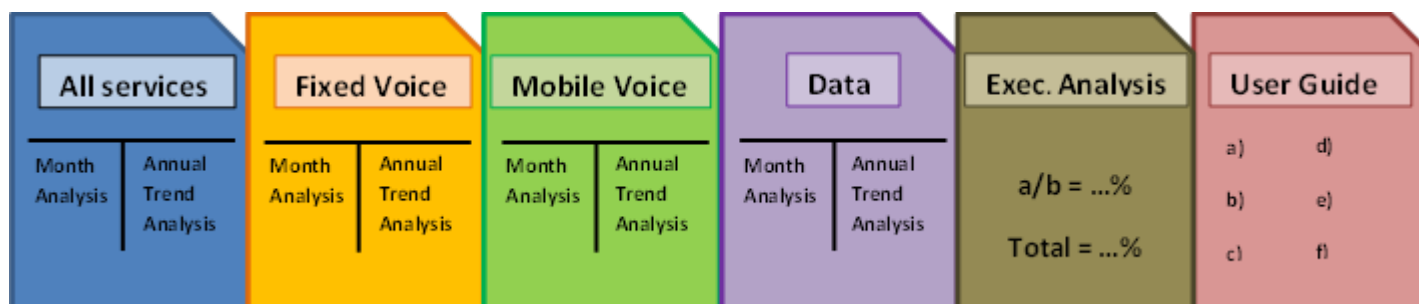 All services
Month
Analysis
Annual
Trend
Analysis
Fixed Voice
Month
Analysis
Annual
Trend
Analysis
Mobile Voice
Month
Analysis
Annual
Trend
Analysis
Data
Month
Analysis
Annual
Trend
Analysis
Exec. Analysis
a/b = ...%
Total = ...%
User Guide
a)
b)
c)
d)
e)
f)